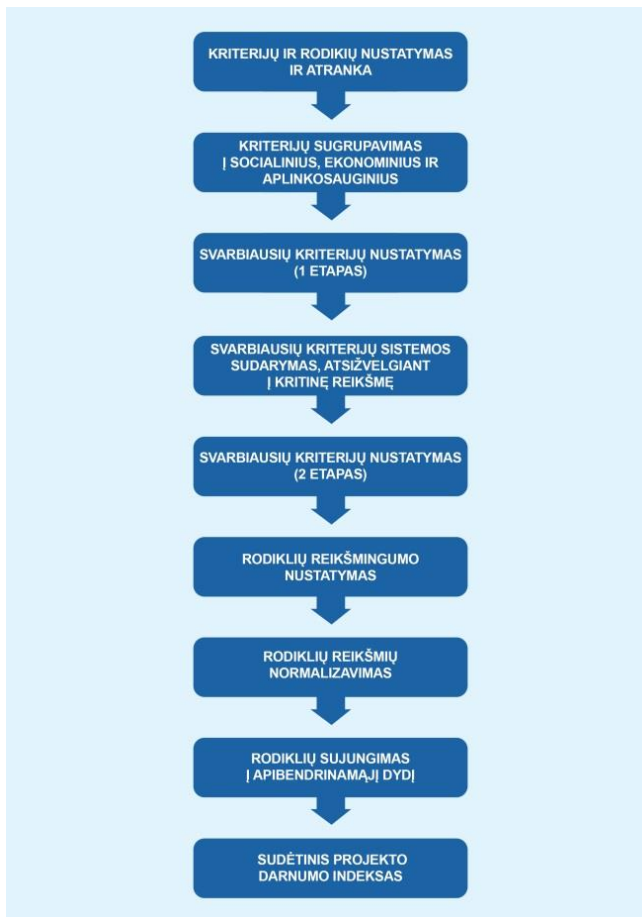 KRITERIJŲ IR RODIKIŲ NUSTATYMAS
IR ATRANKA
KRITERIJŲ SUGRUPAVIMAS
Į SOCIALINIUS, EKONOMINIUS IR
APLINKOSAUGINIUS
SVARBIAUSIŲ KRITERIJŲ NUSTATYMAS
(1 ETAPAS)
SVARBIAUSIŲ KRITERIJŲ SISTEMOS
SUDARYMAS, ATSIŽVELGIANT
Į KRITINĘ REIKŠMĘ
SVARBIAUSIŲ KRITERIJŲ NUSTATYMAS
(2 ETAPAS)
RODIKLIŲ REIKŠMINGUMO
NUSTATYMAS
RODIKLIŲ REIKŠMIŲ
NORMALIZAVIMAS
RODIKLIŲ SUJUNGIMAS
Į APIBENDRINAMĄJĮ DYDĮ
SUDĖTINIS PROJEKTO
DARNUMO INDEKSAS